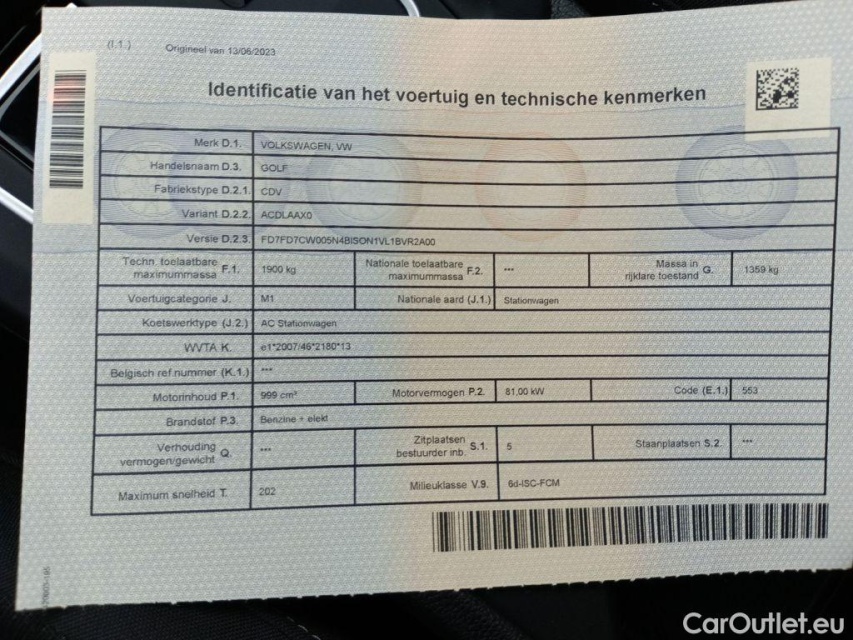 (I.1.) Origineel van 13/06/2023
Identificatie van het voertuig en technische kenmerken
Merk D.1. VOLKSWAGEN, VW
Handelsnaam D.3. GOLF
Fabriekstype D.2.1. CDV
Variant D.2.2. ACDLAAX0
Versie D.2.3. FD7FD7CW005N4BISON1VL1BVR2A00
Techn. toelaatbare maximummassa F.1. 1900 kg Nationale toelaatbare maximummassa F.2. *** Massa in rijklare toestand G. 1359 kg
Voertuigcategorie J. M1 Nationale aard (J.1.) Stationwagen
Koetswerktype (J.2.) AC Stationwagen
WVTA K. e1*2007/46*2180*13
Belgisch ref.nummer (K.1.) ***
Motorinhoud P.1. 999 cm³ Motorvermogen P.2. 81,00 kW Code (E.1.) 553
Brandstof P.3. Benzine + elekt
Verhouding vermogen/gewicht Q. *** Zitplaatsen bestuurder inb. S.1. 5 Staanplaatsen S.2. ***
Maximum snelheid T. 202 Milieuklasse V.9. 6d-ISC-FCM
CarOutlet.eu